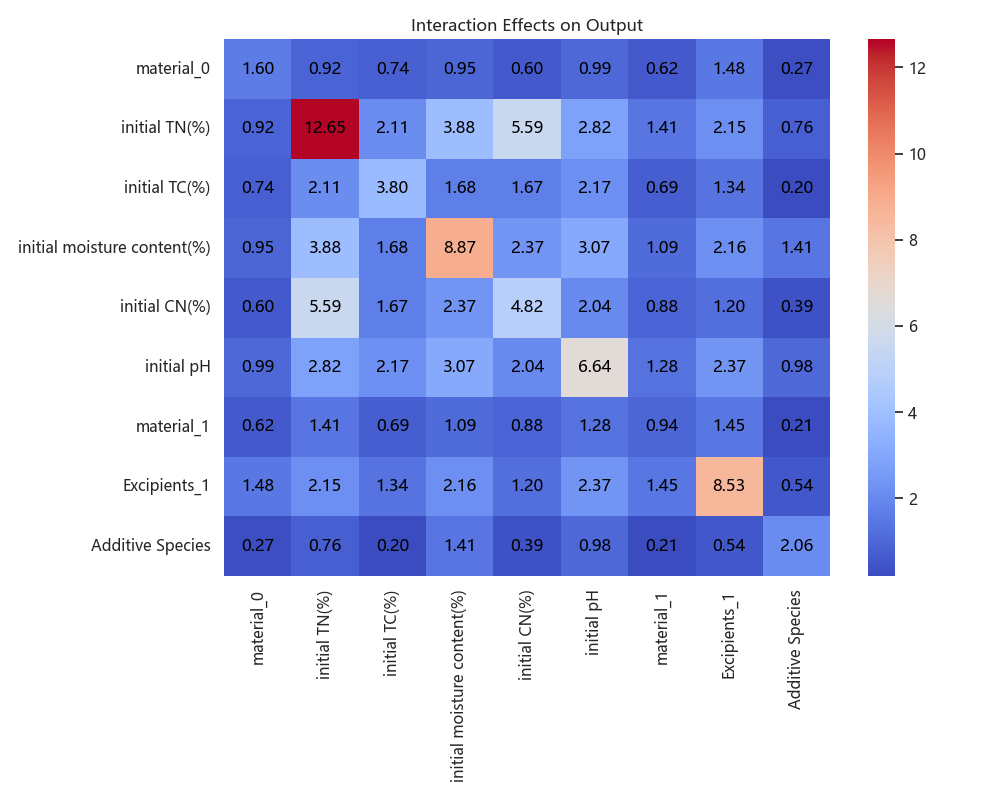 Interaction Effects on Output
material_0 1.60 0.92 0.74 0.95 0.60 0.99 0.62 1.48 0.27
initial TN(%) 0.92 12.65 2.11 3.88 5.59 2.82 1.41 2.15 0.76
initial TC(%) 0.74 2.11 3.80 1.68 1.67 2.17 0.69 1.34 0.20
initial moisture content(%) 0.95 3.88 1.68 8.87 2.37 3.07 1.09 2.16 1.41
initial CN(%) 0.60 5.59 1.67 2.37 4.82 2.04 0.88 1.20 0.39
initial pH 0.99 2.82 2.17 3.07 2.04 6.64 1.28 2.37 0.98
material_1 0.62 1.41 0.69 1.09 0.88 1.28 0.94 1.45 0.21
Excipients_1 1.48 2.15 1.34 2.16 1.20 2.37 1.45 8.53 0.54
Additive Species 0.27 0.76 0.20 1.41 0.39 0.98 0.21 0.54 2.06
material_0
initial TN(%)
initial TC(%)
initial moisture content(%)
initial CN(%)
initial pH
material_1
Excipients_1
Additive Species
12
10
8
6
4
2